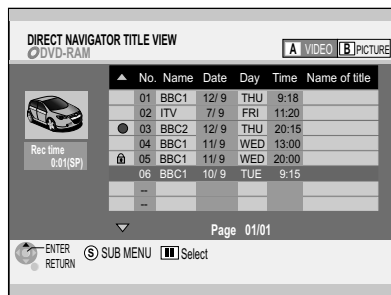 DIRECT NAVIGATOR TITLE VIEW
DVD-RAM
A VIDEO B PICTURE
No. Name Date Day Time Name of title
01 BBC1 12/ 9 THU 9:18
02 ITV 7/ 9 FRI 11:20
03 BBC2 12/ 9 THU 20:15
04 BBC1 11/ 9 WED 13:00
05 BBC1 11/ 9 WED 20:00
06 BBC1 10/ 9 TUE 9:15
--
--
Rec time
0:01(SP)
Page 01/01
ENTER
RETURN
S SUB MENU Select